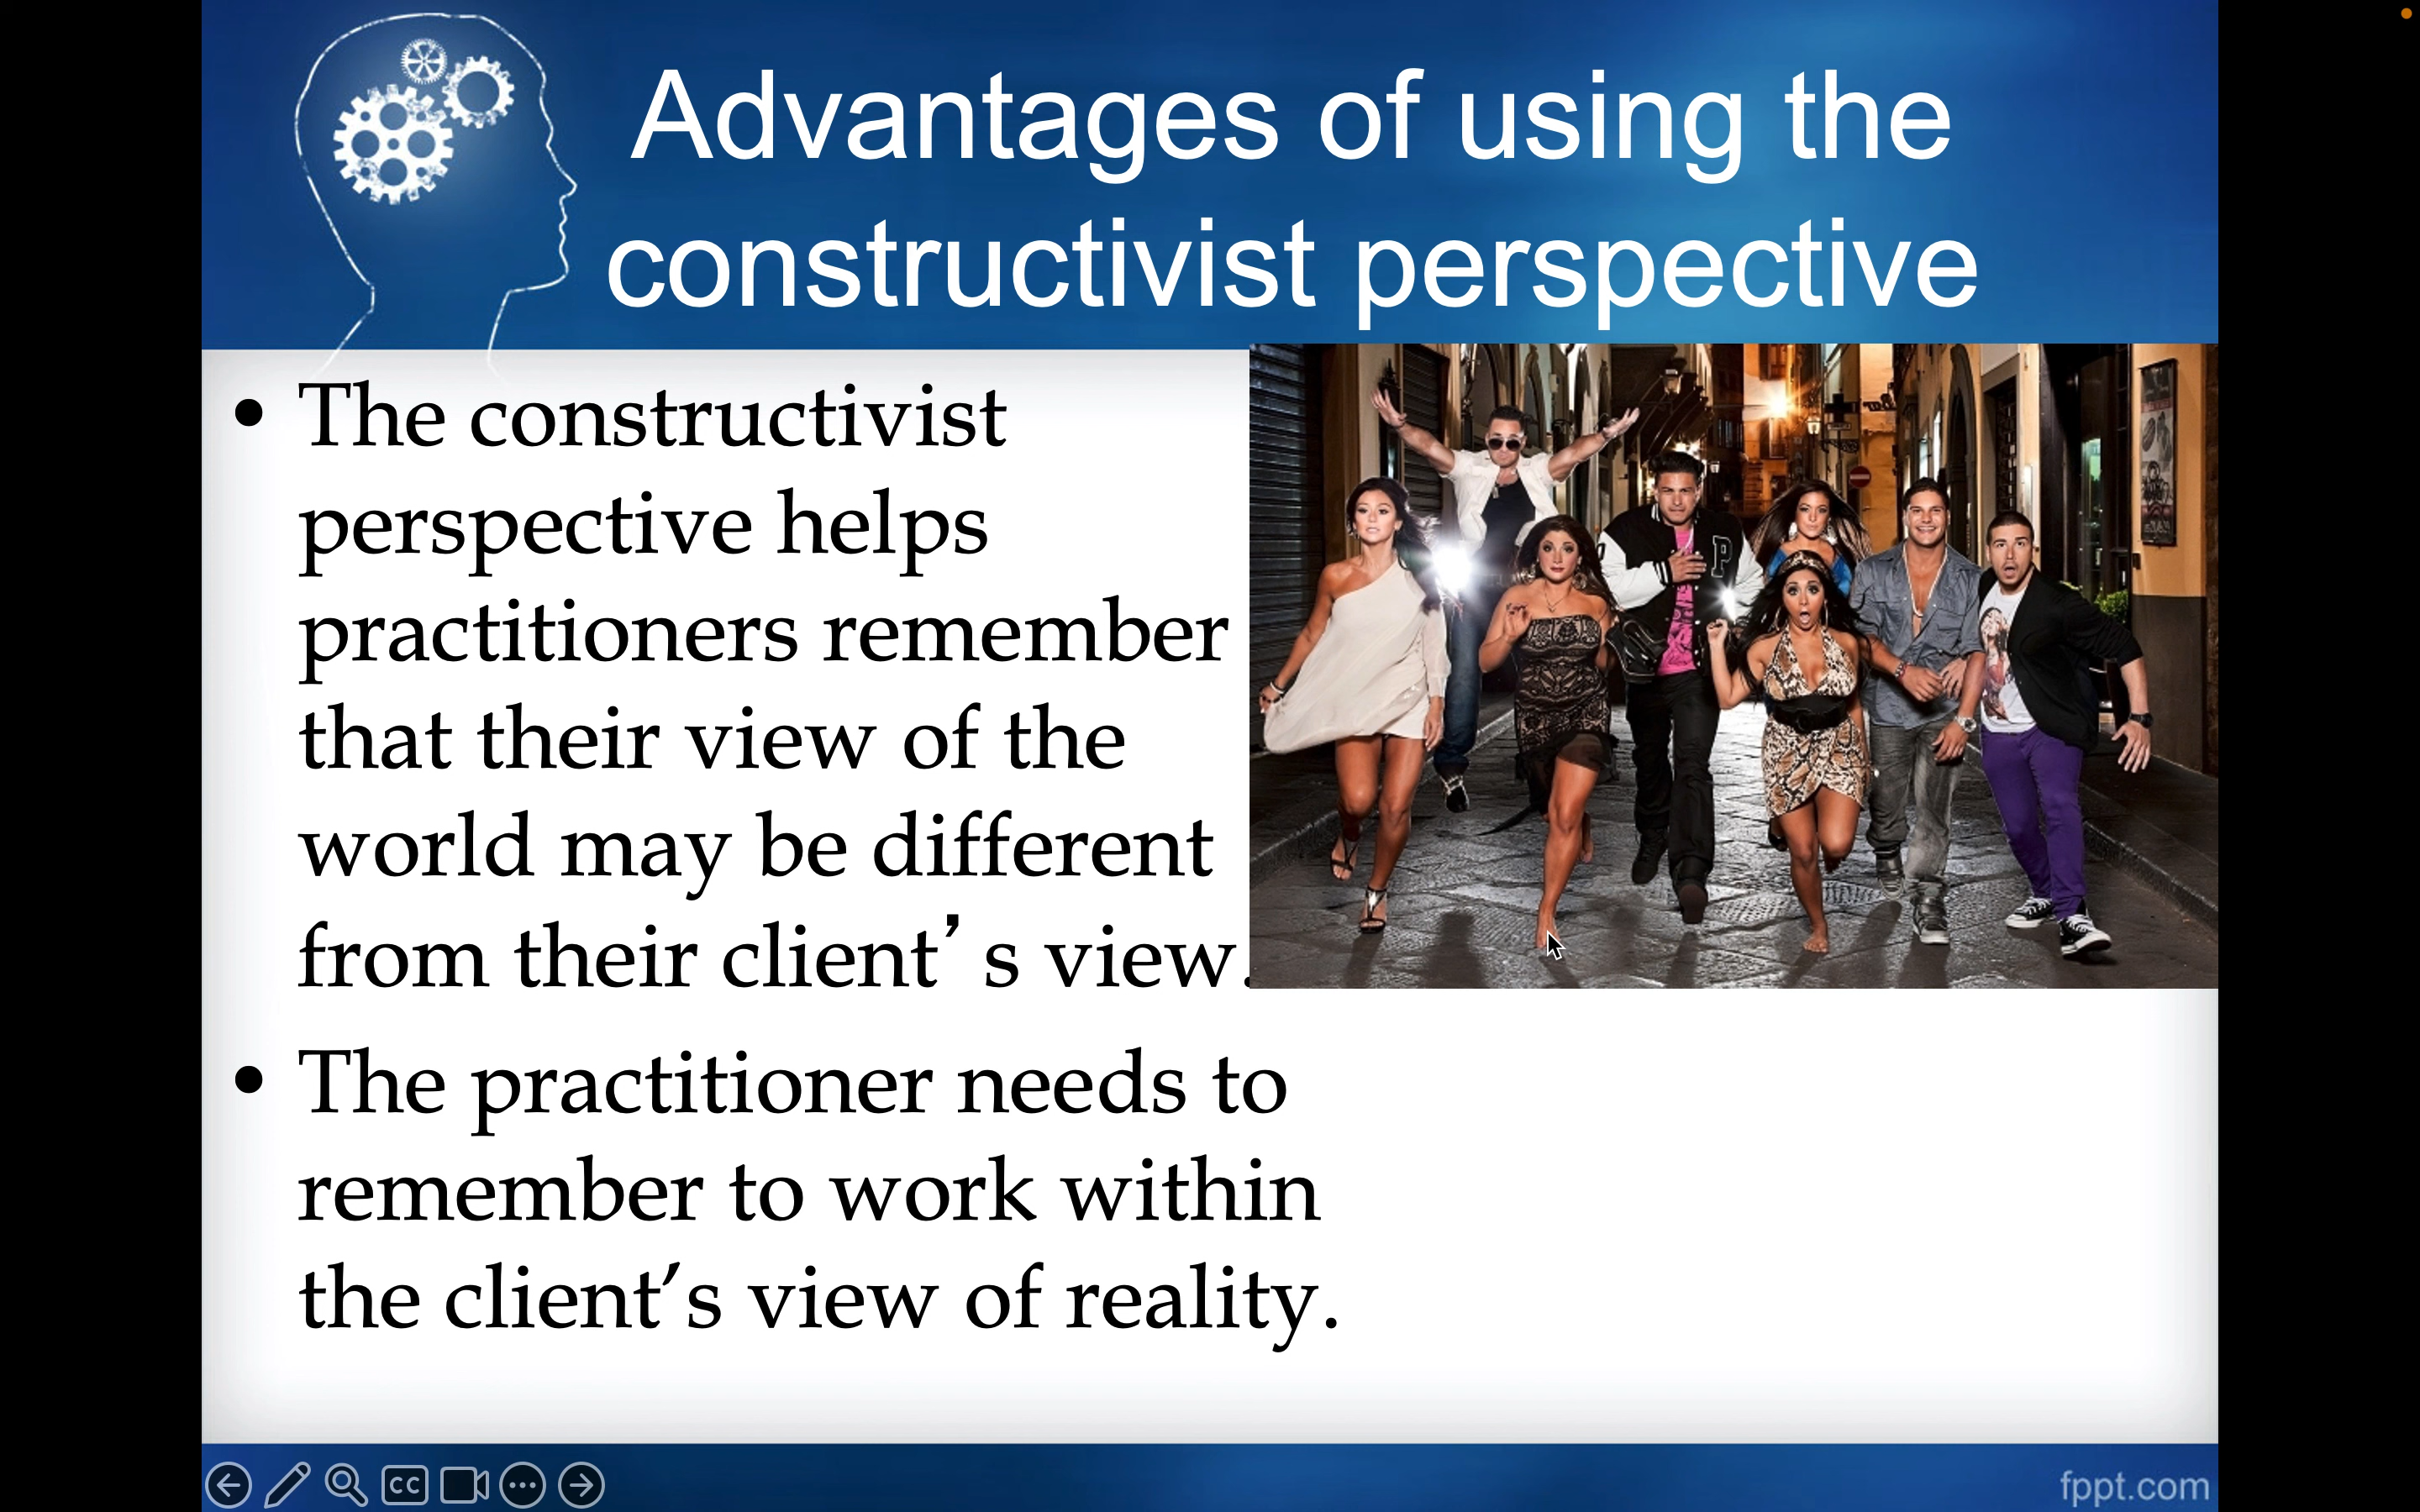 Advantages of using the
constructivist perspective
• The constructivist
perspective helps
practitioners remember
that their view of the
world may be different
from their client’ s view.
• The practitioner needs to
remember to work within
the client’s view of reality.
P
CC
fppt.com